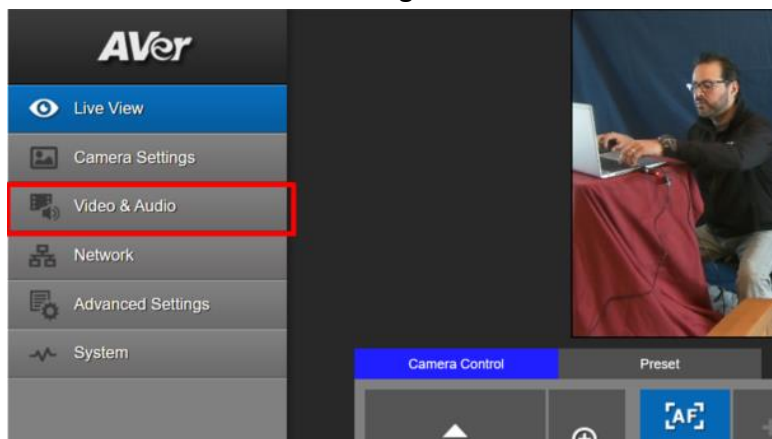 AVer
Live View
Camera Settings
Video & Audio
Network
Advanced Settings
System
Camera Control
Preset
AF